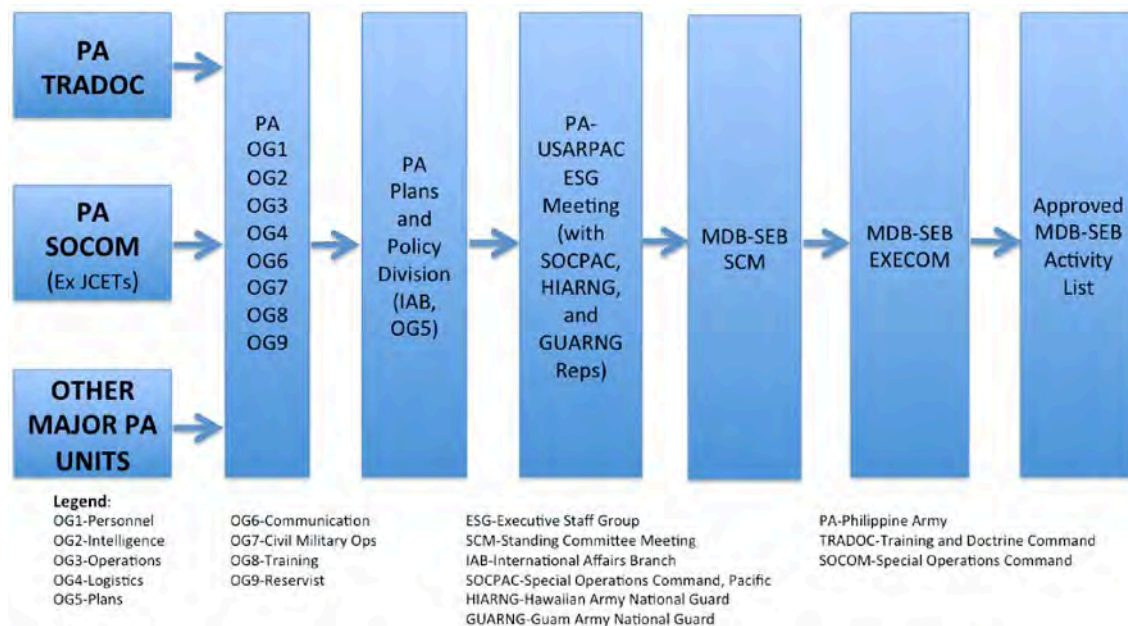 PA
TRADOC
PA
SOCOM
(Ex JCETs)
OTHER
MAJOR PA
UNITS
PA
OG1
OG2
OG3
OG4
OG6
OG7
OG8
OG9
PA
Plans
and
Policy
Division
(IAB,
OG5)
PA-
USARPAC
ESG
Meeting
(with
SOCPAC,
HIARNG,
and
GUARNG
Reps)
MDB-SEB
SCM
MDB-SEB
EXECOM
Approved
MDB-SEB
Activity
List
Legend:
OG1-Personnel
OG2-Intelligence
OG3-Operations
OG4-Logistics
OG5-Plans
OG6-Communication
OG7-Civil Military Ops
OG8-Training
OG9-Reservist
ESG-Executive Staff Group
SCM-Standing Committee Meeting
IAB-International Affairs Branch
SOCPAC-Special Operations Command, Pacific
HIARNG-Hawaiian Army National Guard
GUARNG-Guam Army National Guard
PA-Philippine Army
TRADOC-Training and Doctrine Command
SOCOM-Special Operations Command